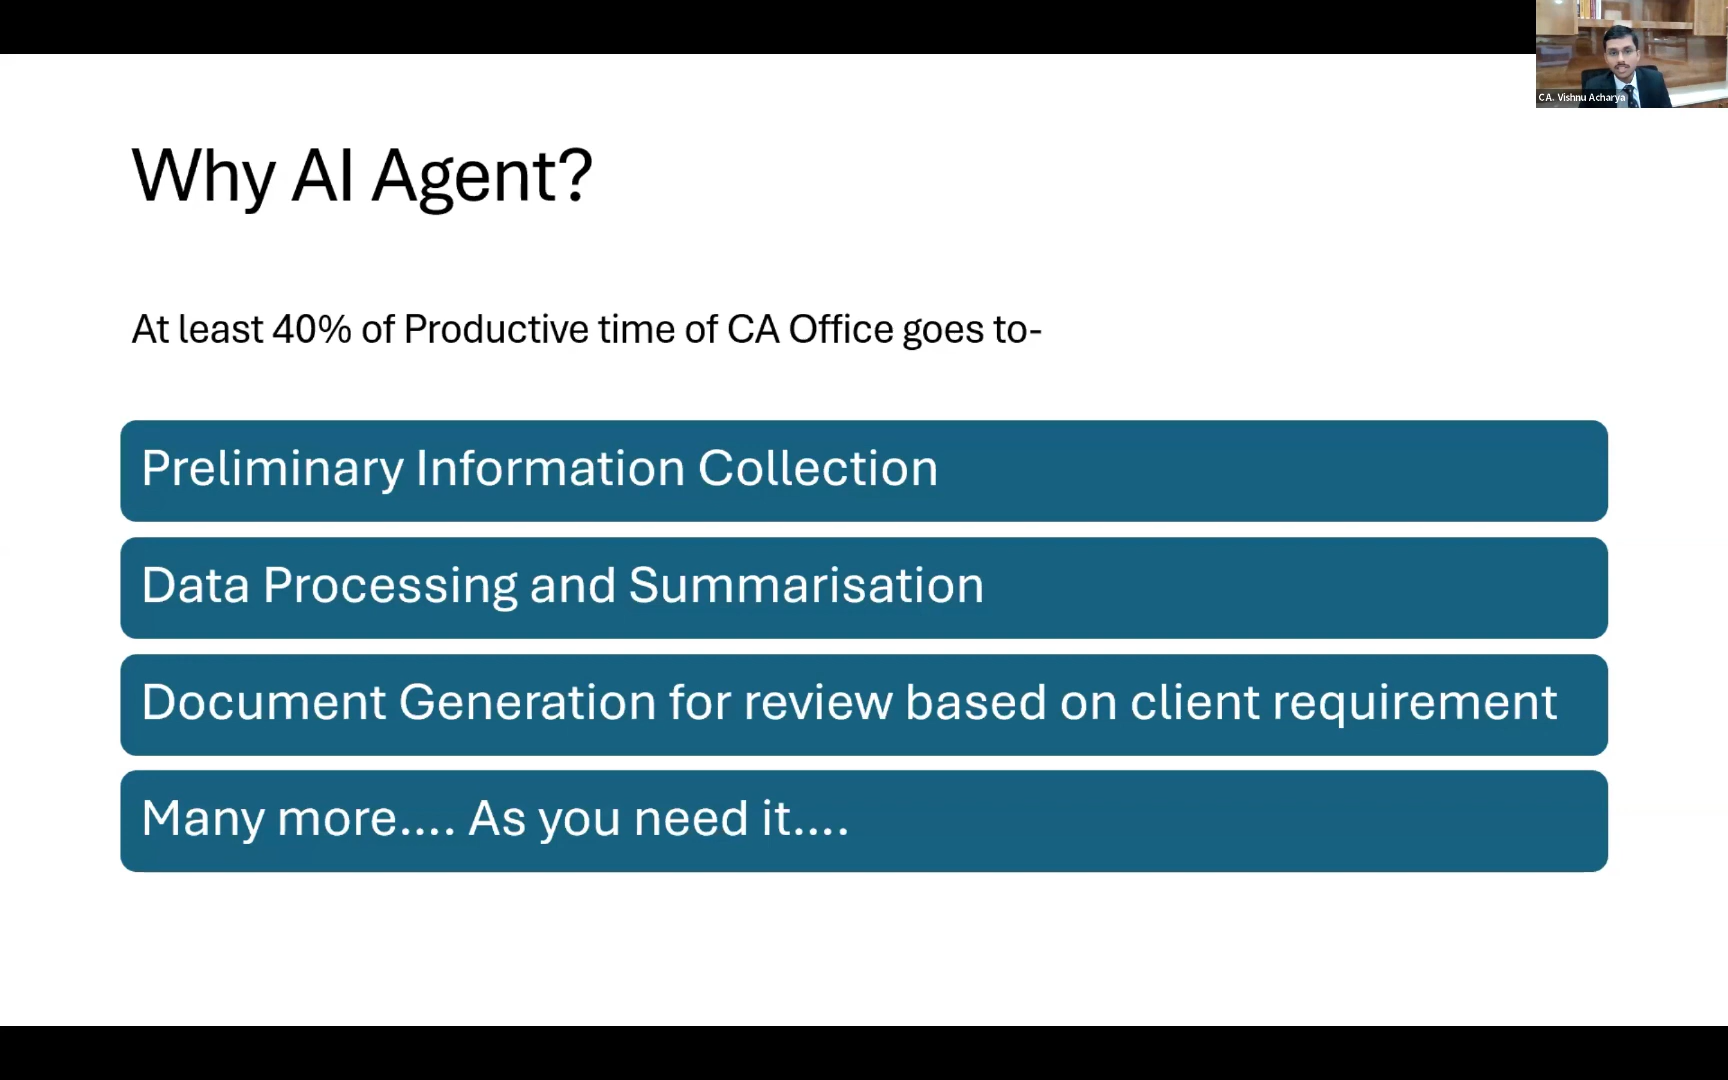 CA. Vishnu Acharya
Why AI Agent?
At least 40% of Productive time of CA Office goes to-
Preliminary Information Collection
Data Processing and Summarisation
Document Generation for review based on client requirement
Many more.... As you need it....